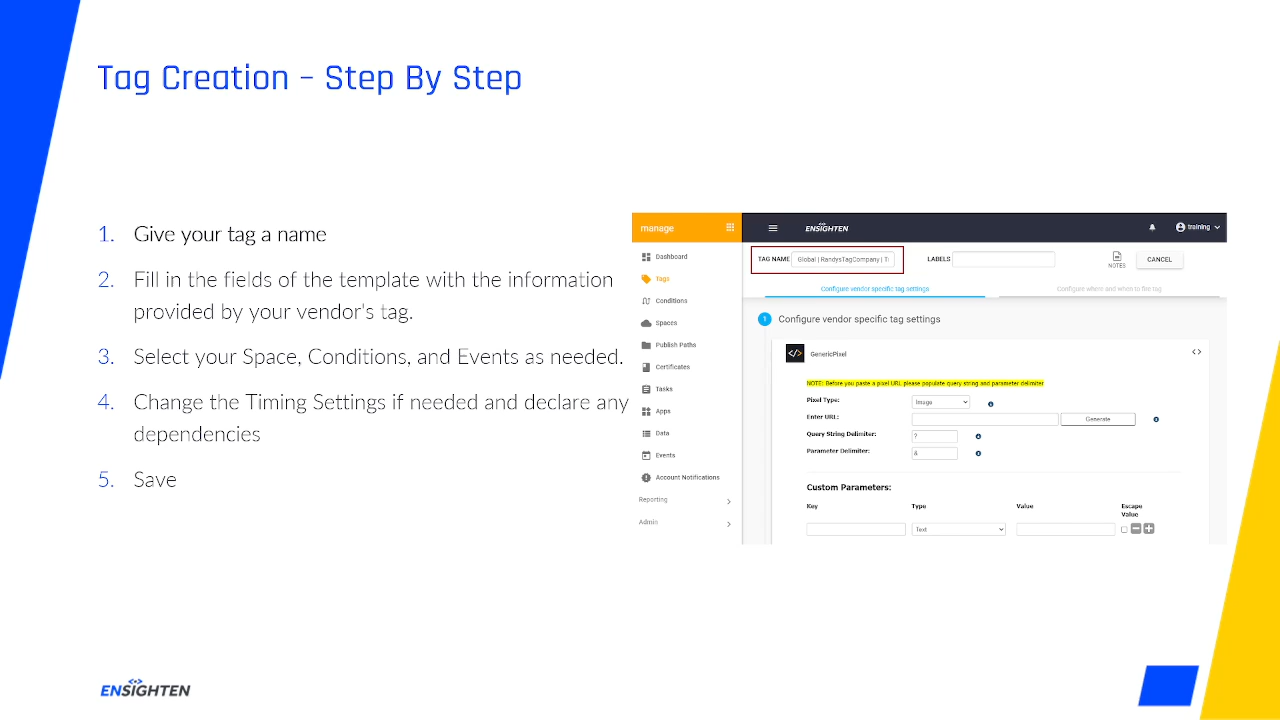 Tag Creation – Step By Step
1. Give your tag a name
2. Fill in the fields of the template with the information
provided by your vendor's tag.
3. Select your Space, Conditions, and Events as needed.
4. Change the Timing Settings if needed and declare any
dependencies
5. Save
manage
ENSIGHTEN
training
Dashboard
Tags
Conditions
Spaces
Publish Paths
Certificates
Tasks
Apps
Data
Events
Account Notifications
Reporting
Admin
TAG NAME Global | RandysTagCompany |
LABELS
NOTES
CANCEL
Configure vendor specific tag settings
Configure where and when to fire tag
1 Configure vendor specific tag settings
GenericPixel
NOTE: Before you paste a pixel URL please populate query string and parameter delimiter
Pixel Type: Image
Enter URL: Generate
Query String Delimiter: ?
Parameter Delimiter: &
Custom Parameters:
Key Type Value Escape
Value
Text
ENSIGHTEN